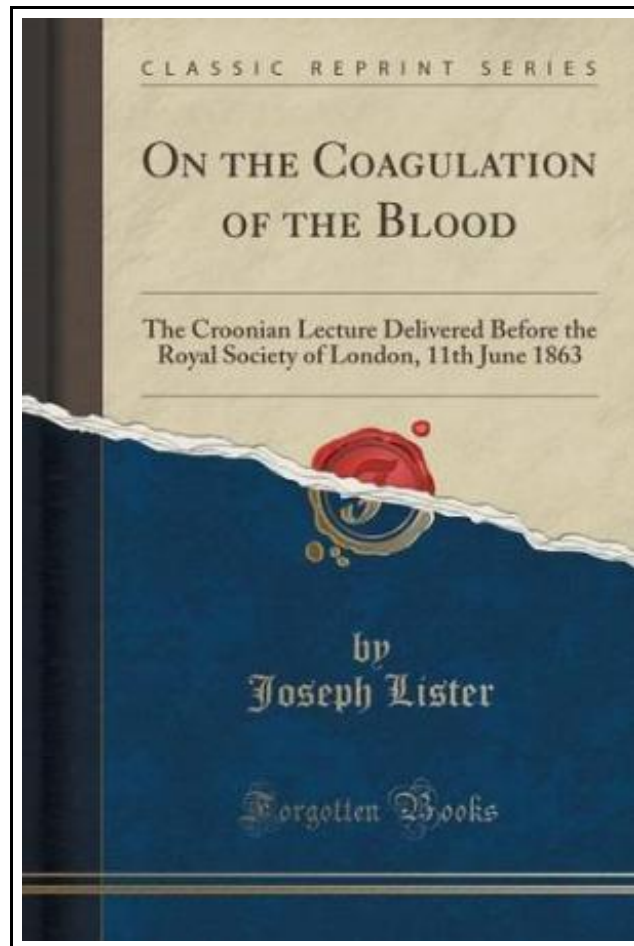 CLASSIC REPRINT SERIES
ON THE COAGULATION
OF THE BLOOD
The Croonian Lecture Delivered Before the
Royal Society of London, 11th June 1863
by
Joseph Lister
Forgotten Books